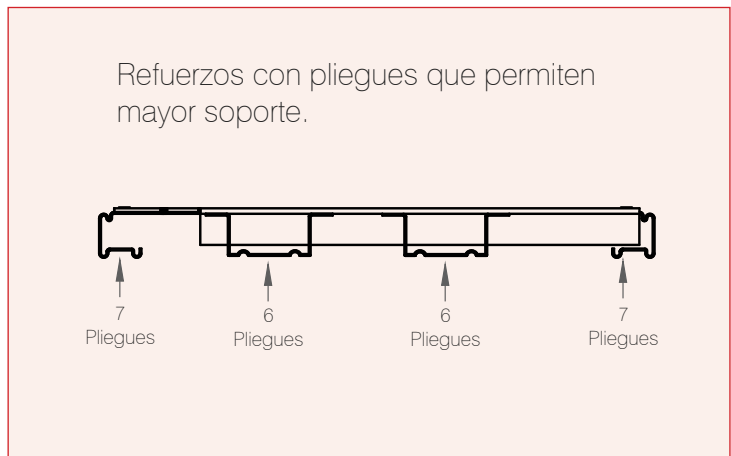 Refuerzos con pliegues que permiten
mayor soporte.
7
Pliegues
6
Pliegues
6
Pliegues
7
Pliegues